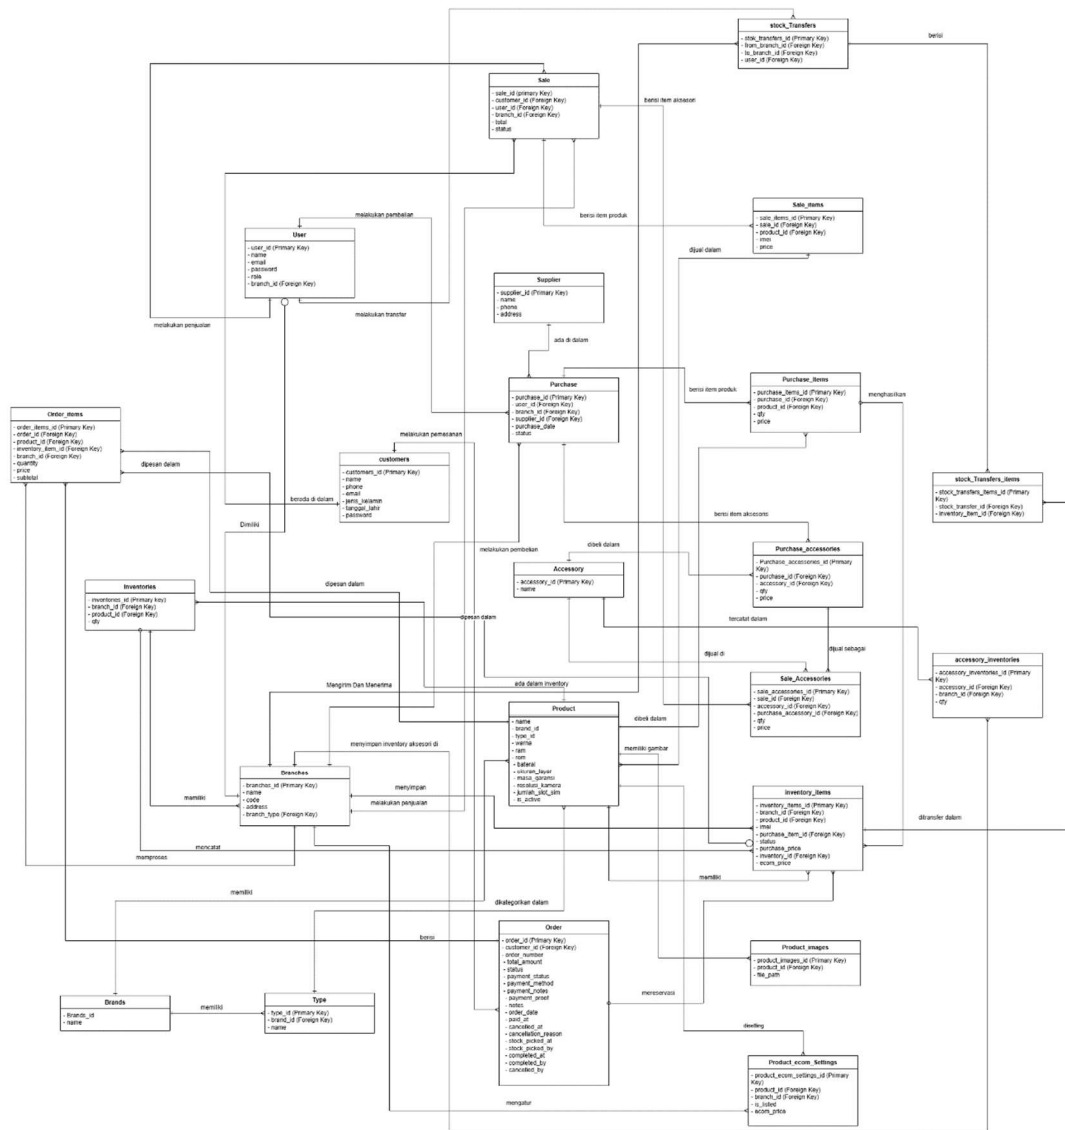 stock_Transfers
- stok_transfers_id (Primary Key)
- from_branch_id (Foreign Key)
- to_branch_id (Foreign Key)
- user_id (Foreign Key)
berisi
Sale
- sale_id (primary Key)
- customer_id (Foreign Key)
- user_id (Foreign Key)
- branch_id (Foreign Key)
- total
- status
berisi item aksesori
Sale_items
- sale_items_id (Primary Key)
- sale_id (Foreign Key)
- product_id (Foreign Key)
- imei
- price
melakukan pembelian
berisi item produk
dijual dalam
User
- user_id (Primary Key)
- name
- email
- password
- role
- branch_id (Foreign Key)
Supplier
- supplier_id (Primary Key)
- name
- phone
- address
melakukan penjualan
melakukan transfer
ada di dalam
Purchase
- purchase_id (Primary Key)
- user_id (Foreign Key)
- branch_id (Foreign Key)
- supplier_id (Foreign Key)
- purchase_date
- status
berisi item produk
Purchase_items
- purchase_items_id (Primary Key)
- purchase_id (Foreign Key)
- product_id (Foreign Key)
- qty
- price
menghasilkan
Order_items
- order_items_id (Primary Key)
- order_id (Foreign Key)
- product_id (Foreign Key)
- inventory_item_id (Foreign Key)
- branch_id (Foreign Key)
- quantity
- price
- subtotal
dipesan dalam
melakukan pemesanan
customers
- customers_id (Primary Key)
- name
- phone
- email
- jenis_kelamin
- tanggal_lahir
- password
berada di dalam
stock_Transfers_items
- stock_transfers_items_id (Primary
Key)
- stock_transfer_id (Foreign Key)
- inventory_item_id (Foreign Key)
Dimiliki
berisi item aksesoris
melakukan pembelian
dibeli dalam
Purchase_accessories
- Purchase_accessories_id (Primary
Key)
- purchase_id (Foreign Key)
- accessory_id (Foreign Key)
- qty
- price
Accessory
- accessory_id (Primary Key)
- name
Inventories
- inventories_id (Primary key)
- branch_id (Foreign Key)
- product_id (Foreign Key)
- qty
dipesan dalam
dipesan dalam
tercatat dalam
dijual di
dijual sebagai
accessory_inventories
- accessory_inventories_id (Primary
Key)
- accessory_id (Foreign Key)
- branch_id (Foreign Key)
- qty
Sale_Accessories
- sale_accessories_id (Primary Key)
- sale_id (Foreign Key)
- accessory_id (Foreign Key)
- purchase_accessory_id (Foreign
Key)
- qty
- price
Mengirim Dan Menerima
ada dalam Inventory
Product
- name
- brand_id
- type_id
- warna
- ram
- rom
- baterai
- ukuran_layar
- masa_garansi
- resolusi_kamera
- jumlah_slot_sim
- is_active
dibeli dalam
menyimpan inventory aksesori di
memiliki gambar
Branches
- branches_id (Primary Key)
- name
- code
- address
- branch_type (Foreign Key)
menyimpan
melakukan penjualan
memiliki
inventory_items
- inventory_items_id (Primary Key)
- branch_id (Foreign Key)
- product_id (Foreign Key)
- imei
- purchase_item_id (Foreign Key)
- status
- purchase_price
- inventory_id (Foreign Key)
- ecom_price
ditransfer dalam
mencatat
memproses
memiliki
dikategorikan dalam
memiliki
Order
- order_id (Primary Key)
- customer_id (Foreign Key)
- order_number
- total_amount
- status
- payment_status
- payment_method
- payment_notes
- payment_proof
- notes
- order_date
- paid_at
- cancelled_at
- cancellation_reason
- stock_picked_at
- stock_picked_by
- completed_at
- completed_by
- cancelled_by
berisi
Product_images
- product_images_id (Primary Key)
- product_id (Foreign Key)
- file_path
mereservasi
Brands
- Brands_id
- name
memiliki
Type
- type_id (Primary Key)
- brand_id (Foreign Key)
- name
Product_ecom_Settings
- product_ecom_settings_id (Primary
Key)
- product_id (Foreign Key)
- branch_id (Foreign Key)
- is_listed
- ecom_price
mengatur